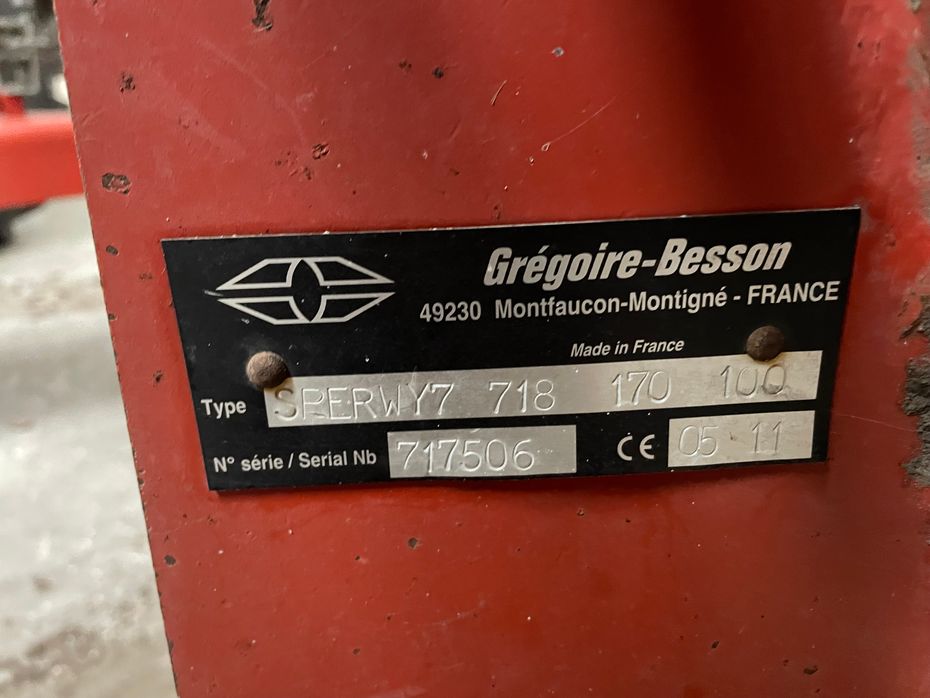 Grégoire-Besson
49230 Montfaucon-Montigné - FRANCE
Made in France
Type SPERWY7 718 170 100
N° série / Serial Nb 717506 CE 05 11